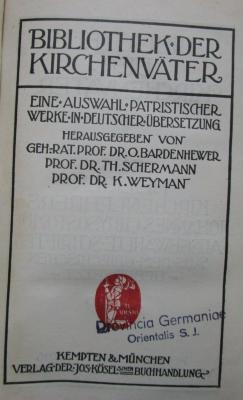 BIBLIOTHEK·DER
KIRCHENVÄTER
EINE·AUSWAHL·PATRISTISCHER
WERKE·IN·DEUTSCHER·ÜBERSETZUNG
HERAUSGEGEBEN VON
GEH·RAT·PROF·DR·O·BARDENHEWER
PROF·DR·TH·SCHERMANN
PROF·DR·K·WEYMAN
Provincia Germaniae
Orientalis S. J.
KEMPTEN & MÜNCHEN
VERLAG·DER·JOS·KÖSEL'SCHEN BUCHHANDLUNG·